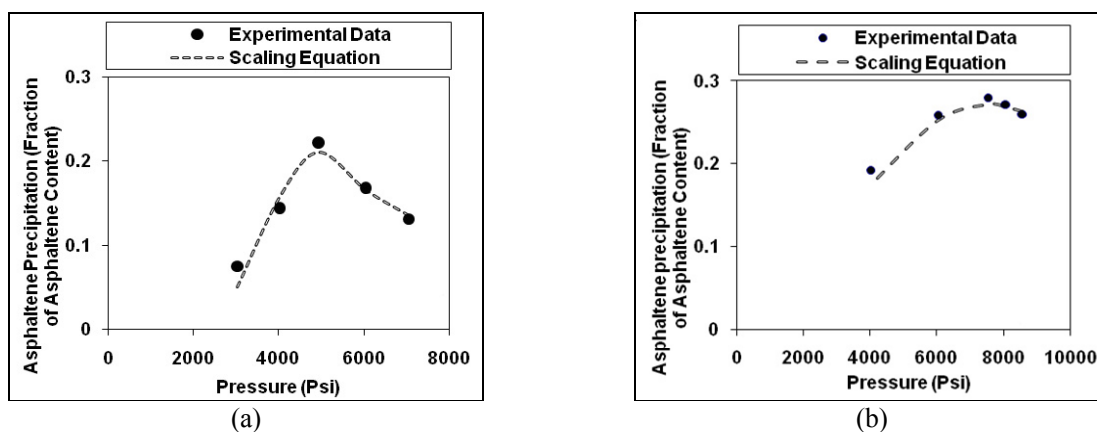 Experimental Data
Scaling Equation
Asphaltene Precipitation (Fraction
of Asphaltene Content)
0.3
0.2
0.1
0
0 2000 4000 6000 8000
Pressure (Psi)
(a)
Experimental Data
Scaling Equation
Asphaltene precipitation (Fraction
of Asphaltene Content)
0.3
0.2
0.1
0
0 2000 4000 6000 8000 10000
Pressure (Psi)
(b)